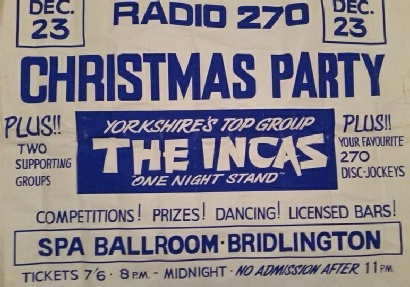 DEC. 23
RADIO 270
DEC. 23
CHRISTMAS PARTY
PLUS!!
TWO
SUPPORTING
GROUPS
YORKSHIRE'S TOP GROUP
THE INCAS
"ONE NIGHT STAND"
PLUS!!
YOUR FAVOURITE
270
DISC-JOCKEYS
COMPETITIONS! PRIZES! DANCING! LICENSED BARS!
SPA BALLROOM · BRIDLINGTON
TICKETS 7'6 · 8 P.M. - MIDNIGHT · NO ADMISSION AFTER 11 P.M.